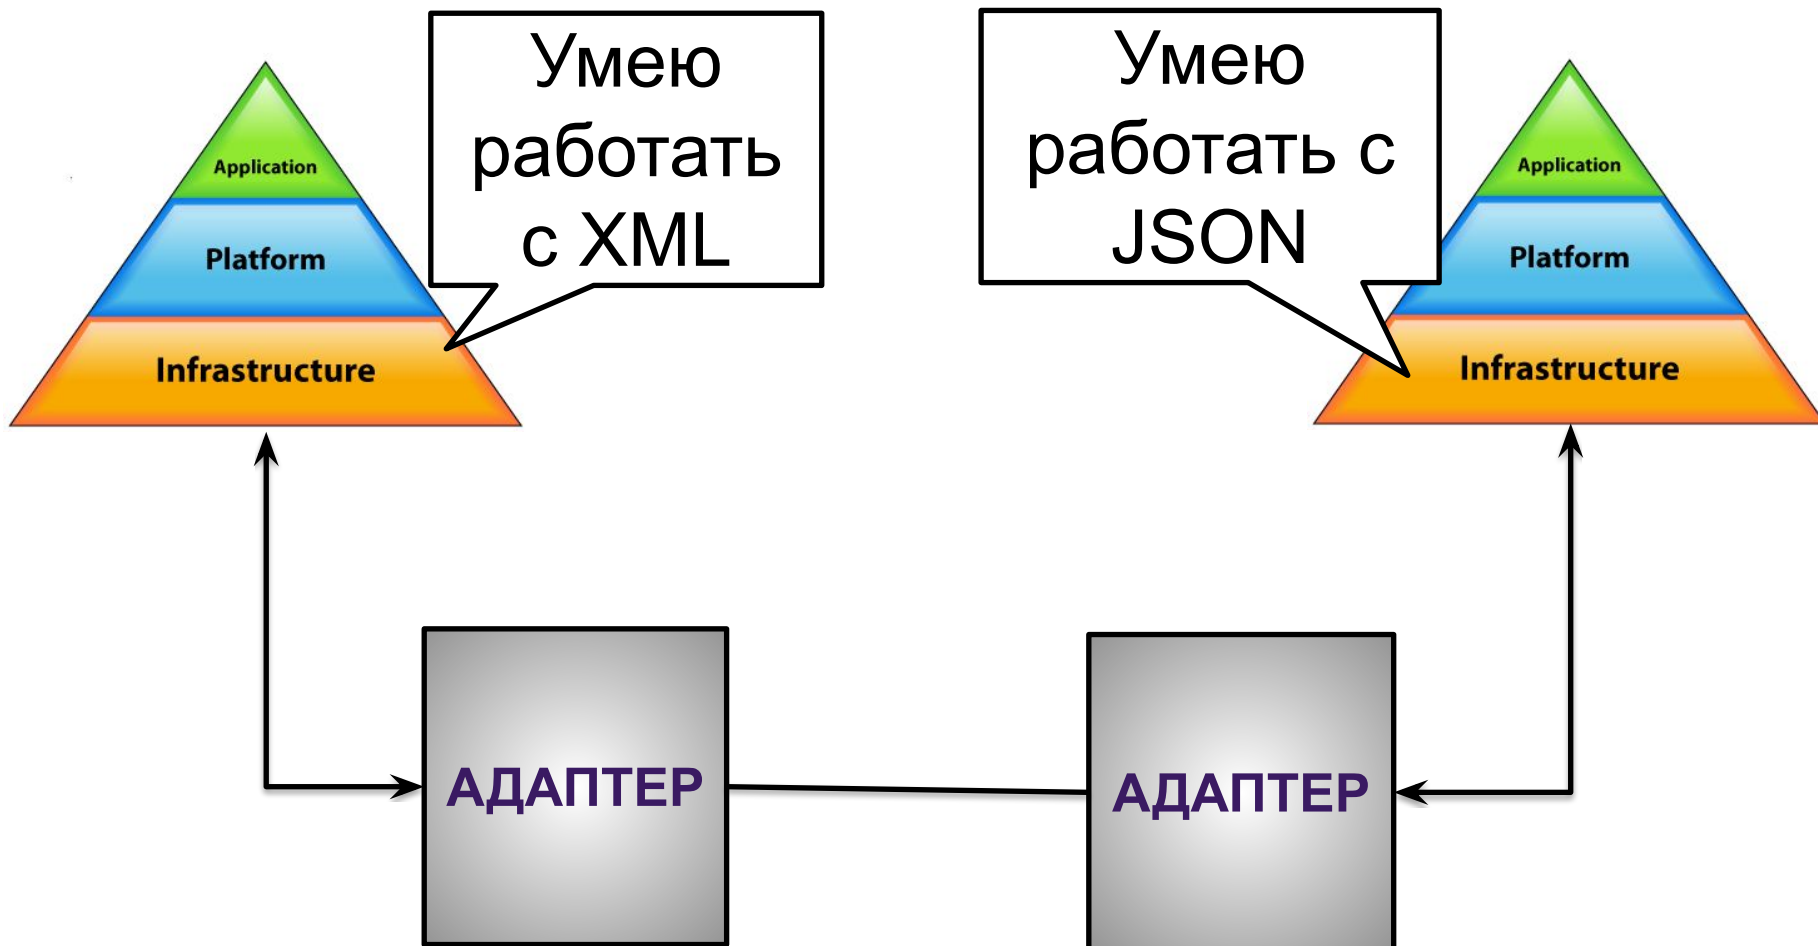 Умею
работать
с XML
Умею
работать с
JSON
Application
Platform
Infrastructure
Application
Platform
Infrastructure
АДАПТЕР
АДАПТЕР